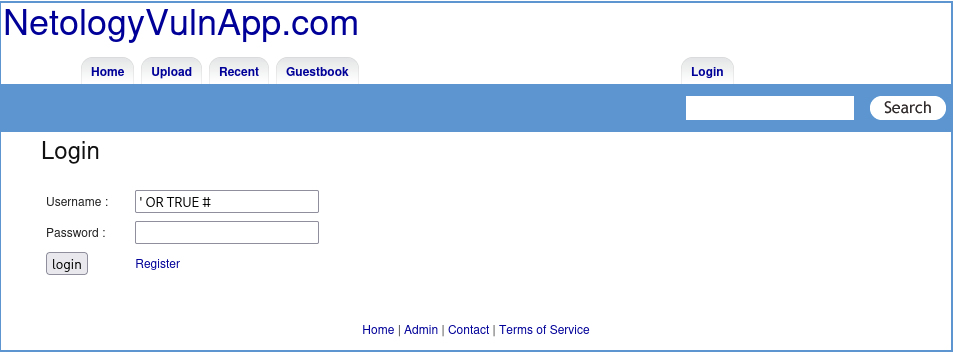 NetologyVulnApp.com
Home Upload Recent Guestbook Login
Search
Login
Username : ' OR TRUE #
Password :
login Register
Home | Admin | Contact | Terms of Service